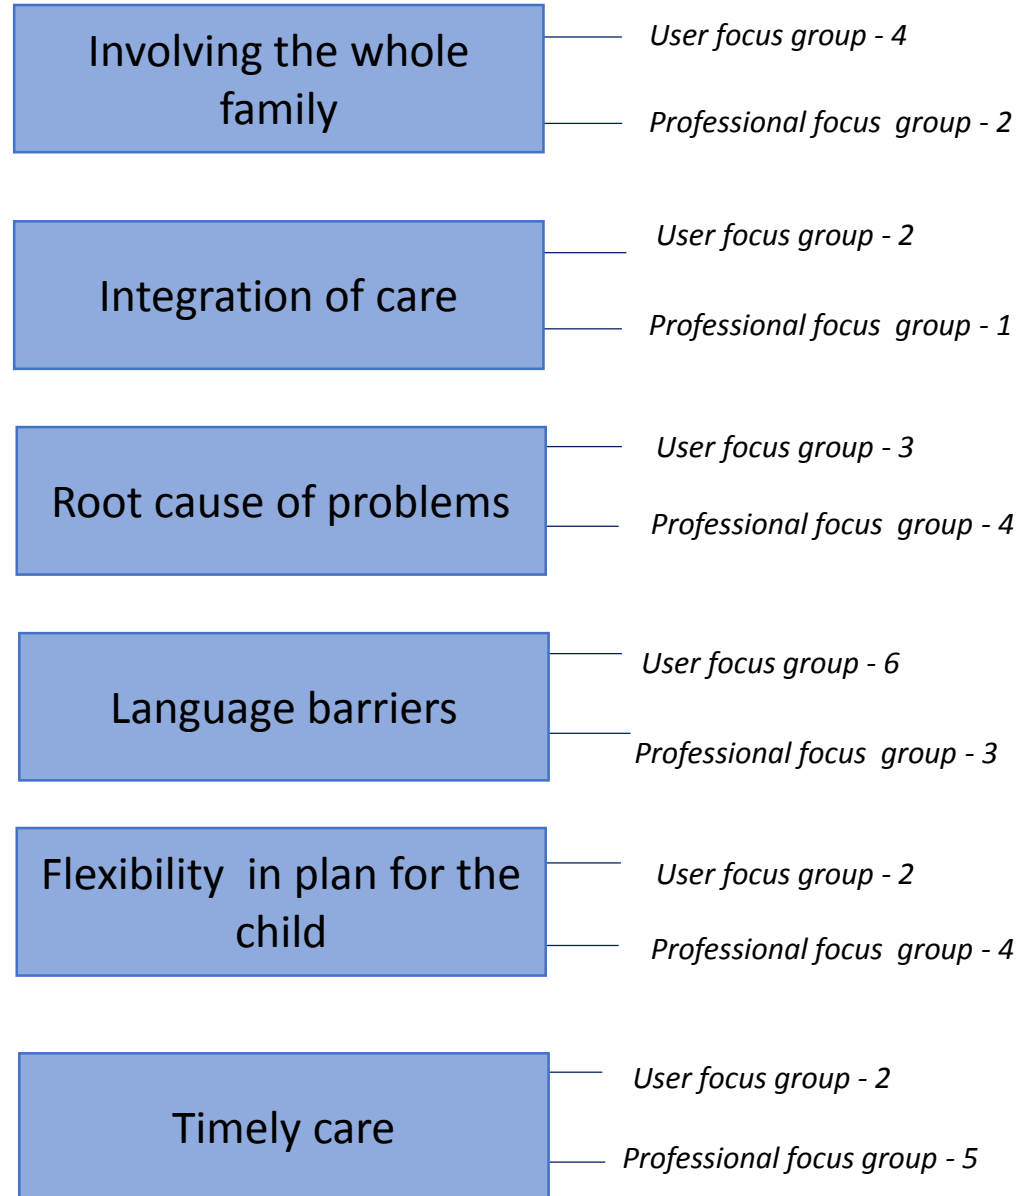 Involving the whole
family
User focus group - 4
Professional focus  group - 2
Integration of care
User focus group - 2
Professional focus  group - 1
Root cause of problems
User focus group - 3
Professional focus  group - 4
Language barriers
User focus group - 6
Professional focus  group - 3
Flexibility  in plan for the
child
User focus group - 2
Professional focus  group - 4
Timely care
User focus group - 2
Professional focus group - 5